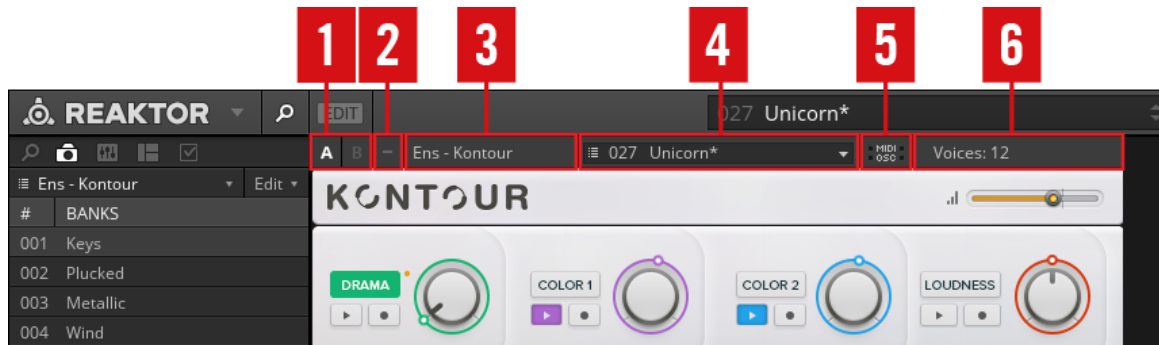 1 2 3 4 5 6
REAKTOR EDIT 027 Unicorn*
A B – Ens - Kontour 027 Unicorn* MIDI OSC Voices: 12
Ens - Kontour Edit
KONTOUR
# BANKS
001 Keys
002 Plucked
003 Metallic
004 Wind
DRAMA COLOR 1 COLOR 2 LOUDNESS